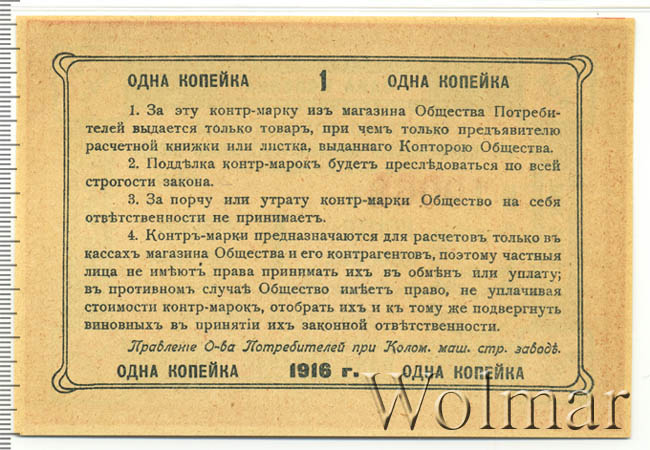 ОДНА КОПЕЙКА 1 ОДНА КОПЕЙКА
1. За эту контр-марку изъ магазина Общества Потреби-
телей выдается только товаръ, при чемъ только предъявителю
расчетной книжки или листка, выданнаго Конторою Общества.
2. Поддѣлка контр-марокъ будетъ преслѣдоваться по всей
строгости закона.
3. За порчу или утрату контр-марки Общество на себя
отвѣтственности не принимаетъ.
4. Контръ-марки предназначаются для расчетовъ только въ
кассахъ магазина Общества и его контрагентовъ, поэтому частныя
лица не имѣютъ права принимать ихъ въ обмѣнъ или уплату;
въ противномъ случаѣ Общество имѣетъ право, не уплачивая
стоимости контр-марокъ, отобрать ихъ и къ тому же подвергнуть
виновныхъ въ принятіи ихъ законной отвѣтственности.
Правленіе О-ва Потребителей при Колом. маш. стр. заводѣ.
ОДНА КОПЕЙКА 1916 г. ОДНА КОПЕЙКА
Wolmar